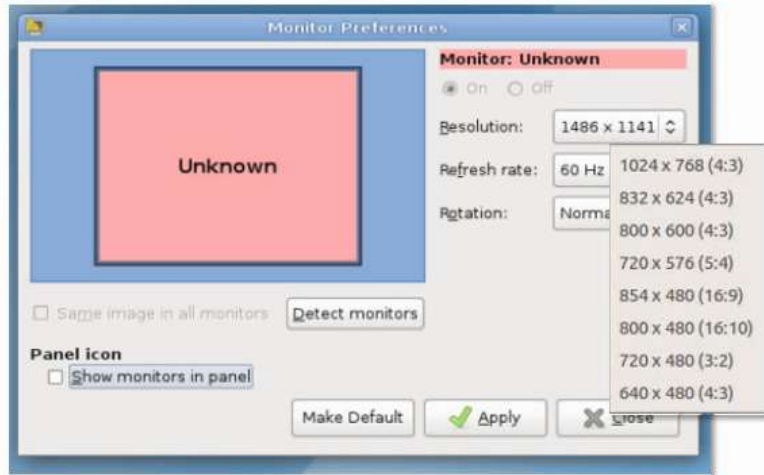 Monitor Preferences
Monitor: Unknown
On Off
Unknown
Resolution: 1486 x 1141
Refresh rate: 60 Hz
Rotation:
1024 x 768 (4:3)
832 x 624 (4:3)
800 x 600 (4:3)
720 x 576 (5:4)
854 x 480 (16:9)
800 x 480 (16:10)
720 x 480 (3:2)
640 x 480 (4:3)
Same image in all monitors
Detect monitors
Panel icon
Show monitors in panel
Make Default
Apply
Close